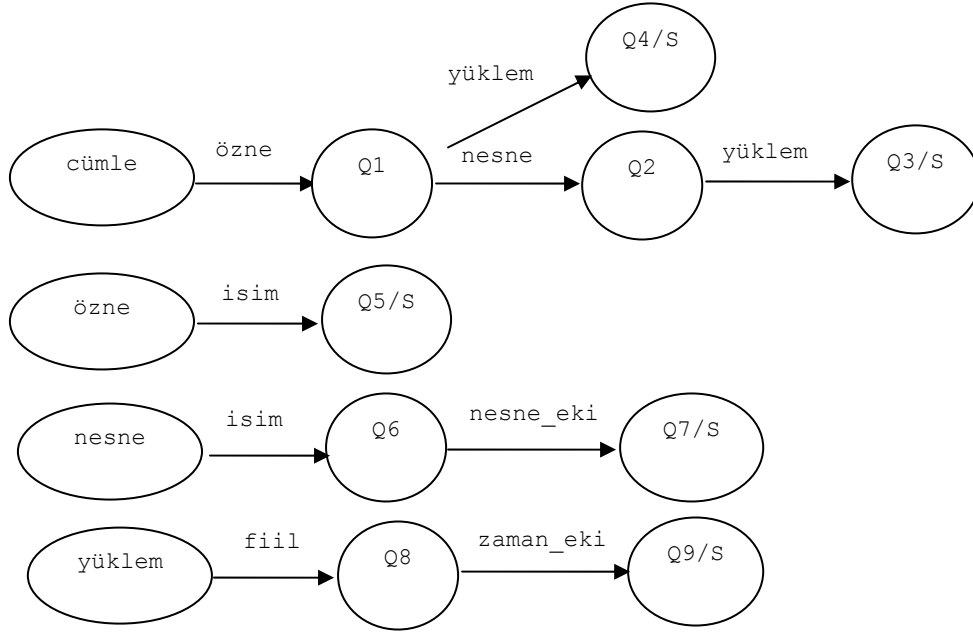 Q4/S
yüklem
cümle özne Q1 nesne Q2 yüklem Q3/S
özne isim Q5/S
nesne isim Q6 nesne_eki Q7/S
yüklem fiil Q8 zaman_eki Q9/S